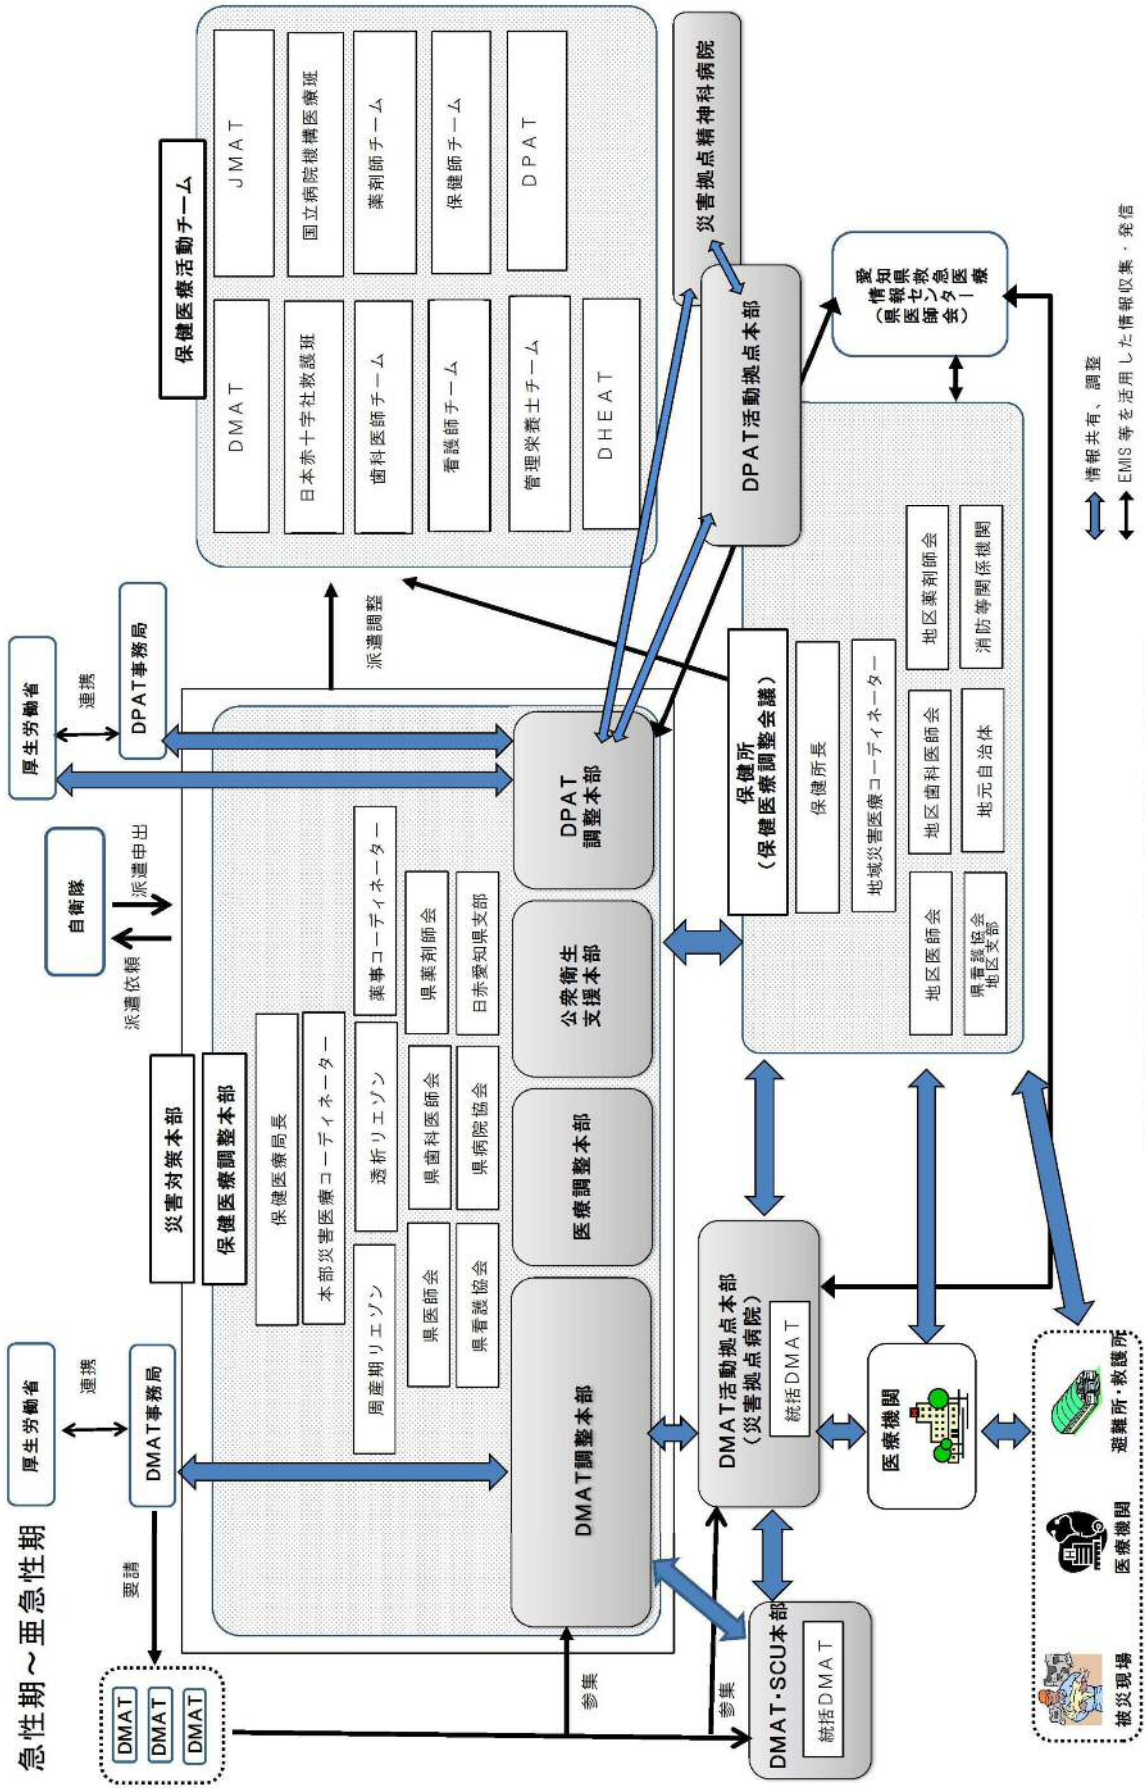 急性期～亜急性期
厚生労働省
連携
DMAT事務局
要請
DMAT
DMAT
DMAT
参集
参集
自衛隊
派遣依頼
派遣申出
厚生労働省
連携
DPAT事務局
災害対策本部
保健医療調整本部
保健医療局長
本部災害医療コーディネーター
周産期リエゾン
透析リエゾン
薬事コーディネーター
県医師会
県歯科医師会
県薬剤師会
県看護協会
県病院協会
日赤愛知県支部
DMAT調整本部
医療調整本部
公衆衛生
支援本部
DPAT
調整本部
派遣調整
保健医療活動チーム
DMAT
JMAT
日本赤十字社救護班
国立病院機構医療班
歯科医師チーム
薬剤師チーム
看護師チーム
保健師チーム
管理栄養士チーム
DPAT
DHEAT
災害拠点精神科病院
DPAT活動拠点本部
DMAT・SCU本部
統括DMAT
DMAT活動拠点本部
（災害拠点病院）
統括DMAT
保健所
（保健医療調整会議）
保健所長
地域災害医療コーディネーター
地区医師会
地区歯科医師会
地区薬剤師会
県看護協会
地区支部
地元自治体
消防等関係機関
愛知県救急医療
情報センター
（県医師会）
医療機関
被災現場
医療機関
避難所・救護所
情報共有、調整
EMIS等を活用した情報収集・発信